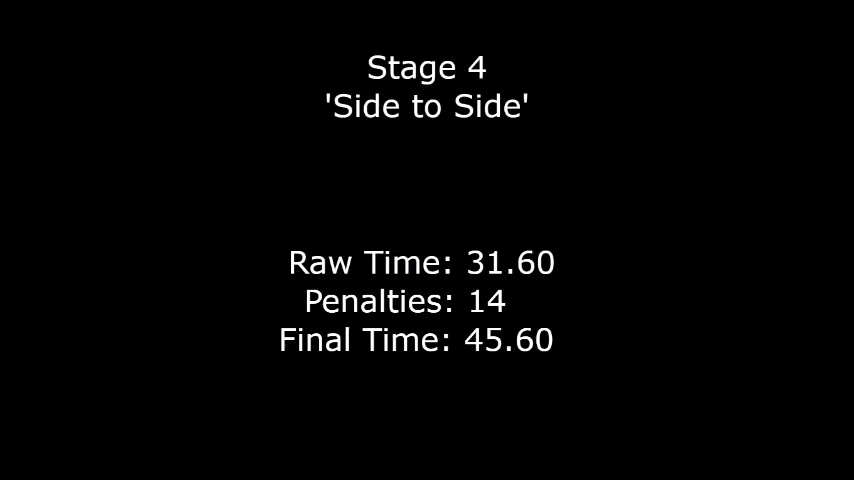 Stage 4
'Side to Side'
Raw Time: 31.60
Penalties: 14
Final Time: 45.60